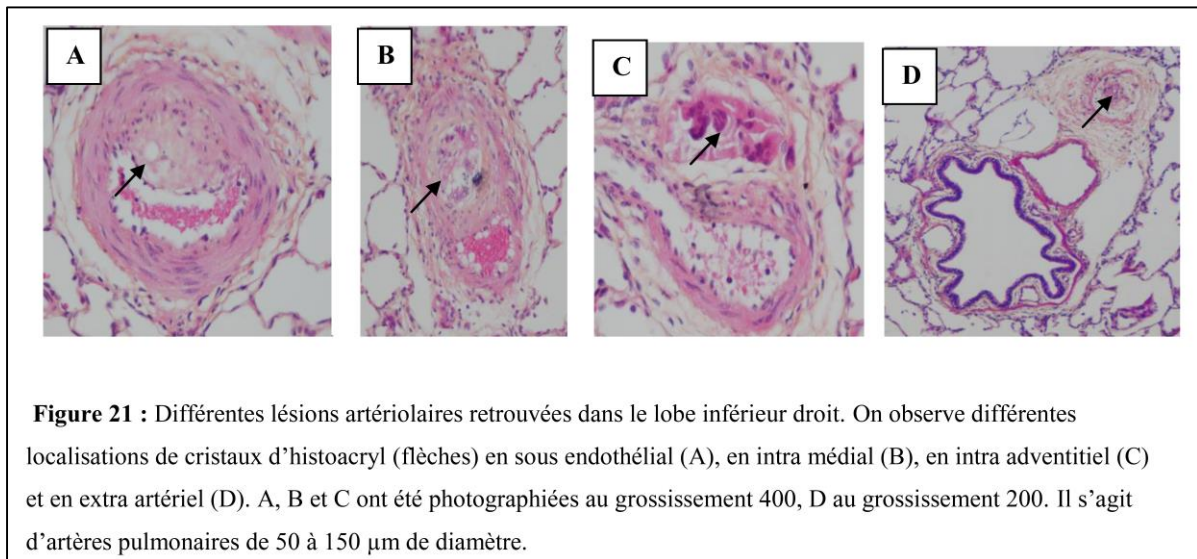 A
B
C
D
Figure 21 : Différentes lésions artériolaires retrouvées dans le lobe inférieur droit. On observe différentes
localisations de cristaux d’histoacryl (flèches) en sous endothélial (A), en intra médial (B), en intra adventitiel (C)
et en extra artériel (D). A, B et C ont été photographiées au grossissement 400, D au grossissement 200. Il s’agit
d’artères pulmonaires de 50 à 150 µm de diamètre.